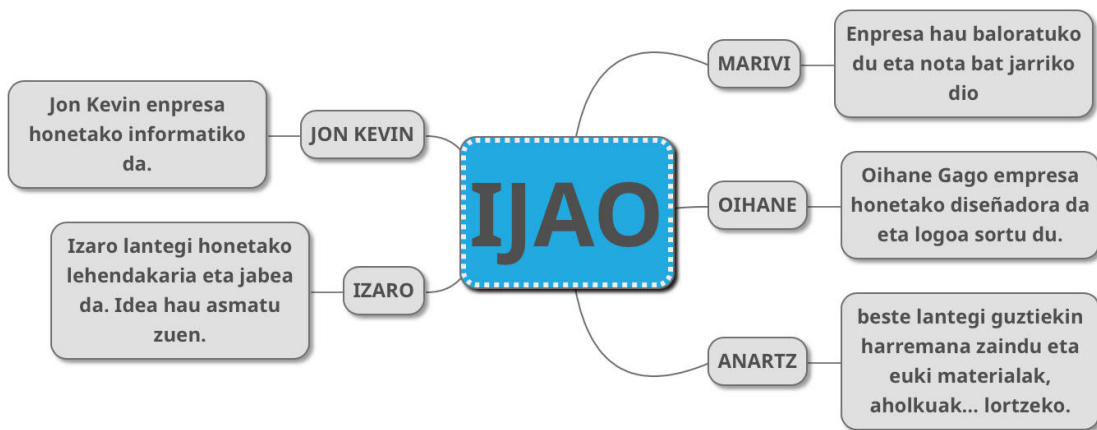 IJAO
MARIVI
Enpresa hau baloratuko
du eta nota bat jarriko
dio
OIHANE
Oihane Gago empresa
honetako diseñadora da
eta logoa sortu du.
ANARTZ
beste lantegi guztiekin
harremana zaindu eta
euki materialak,
aholkuak... lortzeko.
JON KEVIN
Jon Kevin enpresa
honetako informatiko
da.
IZARO
Izaro lantegi honetako
lehendakaria eta jabea
da. Idea hau asmatu
zuen.